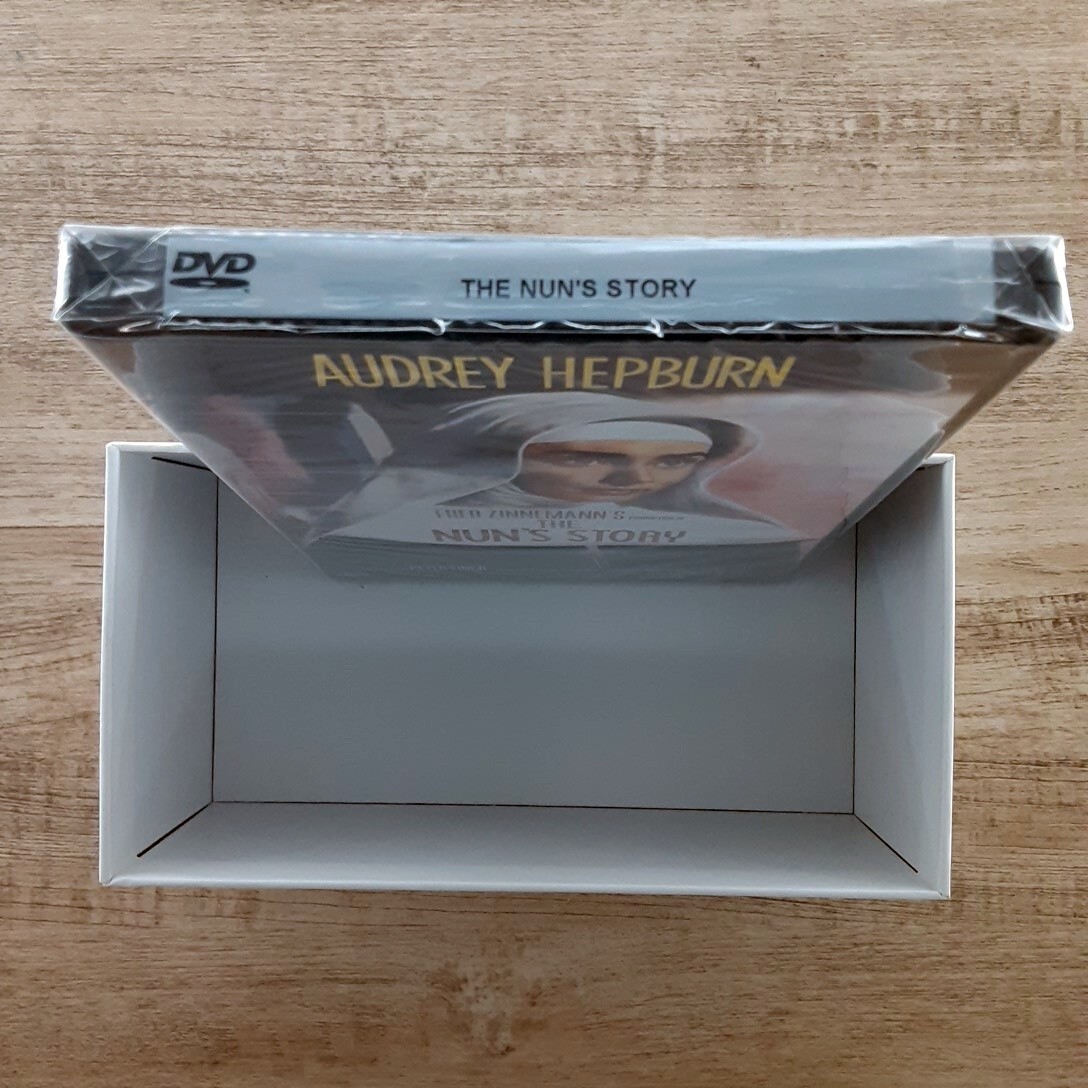 DVD
THE NUN'S STORY
AUDREY HEPBURN
FRED ZINNEMANN'S
THE
NUN'S STORY